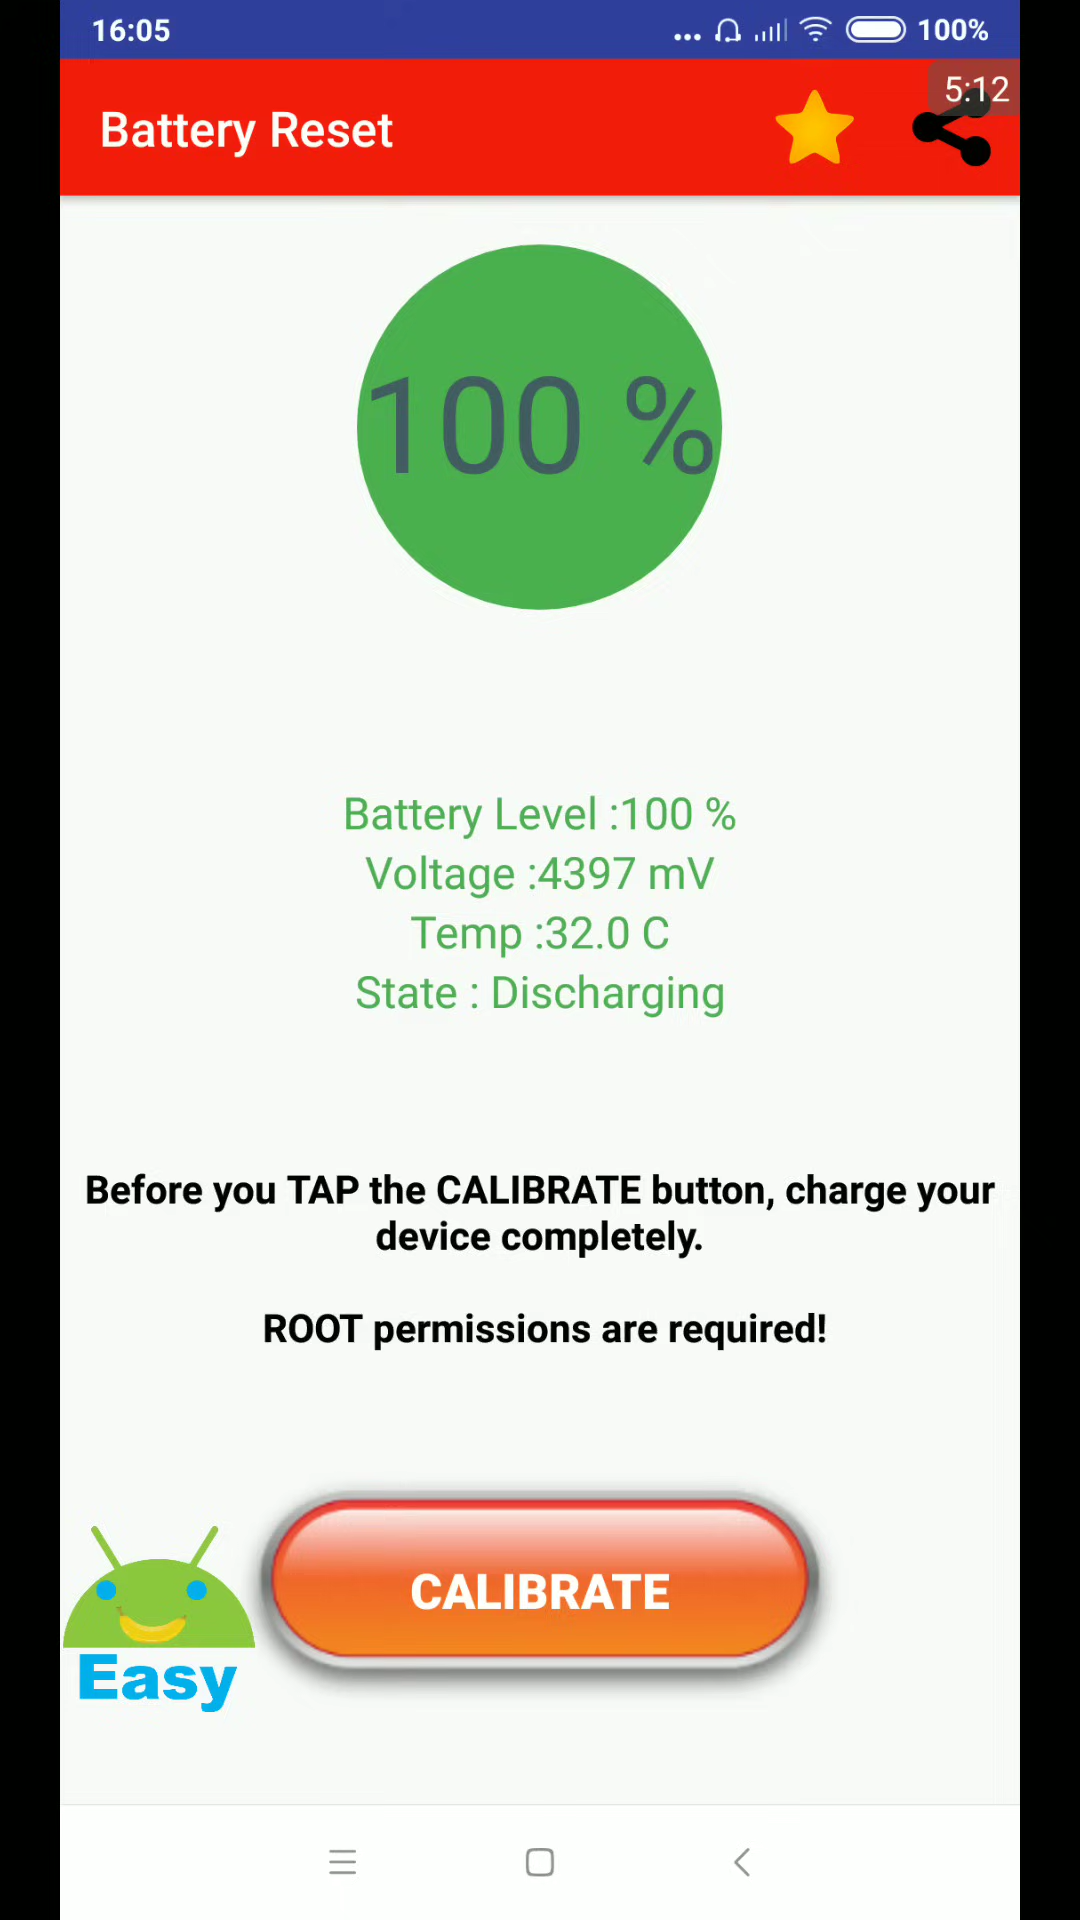 16:05
100%
5:12
Battery Reset
100 %
Battery Level :100 %
Voltage :4397 mV
Temp :32.0 C
State : Discharging
Before you TAP the CALIBRATE button, charge your
device completely.
ROOT permissions are required!
CALIBRATE
Easy